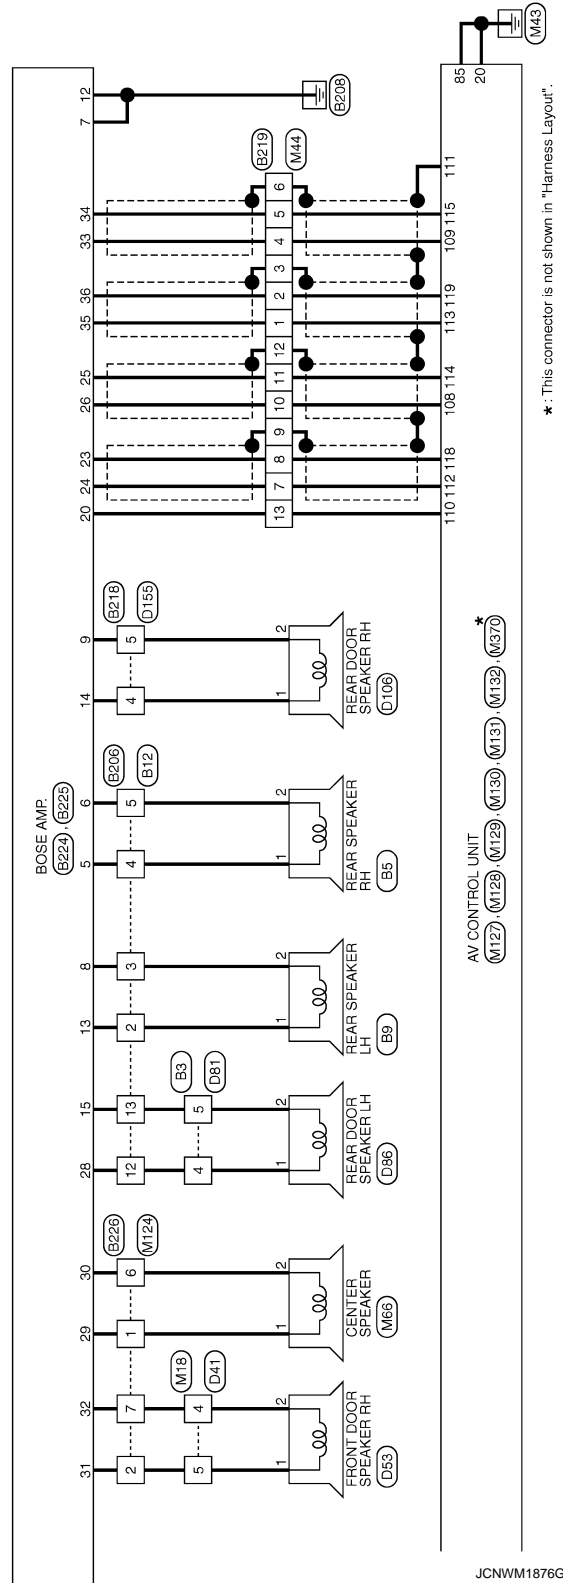 BOSE AMP.
B224 , B225
31
32
29
30
28
15
13
8
5
6
14
9
20
24
23
26
25
35
36
33
34
7
12
B226
M124
B206
B12
B218
D155
B219
M44
B208
2
7
1
6
12
13
2
3
4
5
4
5
13
7
8
9
10
11
12
1
2
3
4
5
6
M18
D41
B3
D81
5
4
4
5
1
2
1
2
1
2
1
2
1
2
1
2
FRONT DOOR
SPEAKER RH
D53
CENTER
SPEAKER
M66
REAR DOOR
SPEAKER LH
D86
REAR SPEAKER
LH
B9
REAR SPEAKER
RH
B5
REAR DOOR
SPEAKER RH
D106
110
112
118
108
114
113
119
109
115
111
85
20
M43
AV CONTROL UNIT
M127 , M128 , M129 , M130 , M131 , M132 , M370 *
* : This connector is not shown in "Harness Layout".
JCNWM1876G